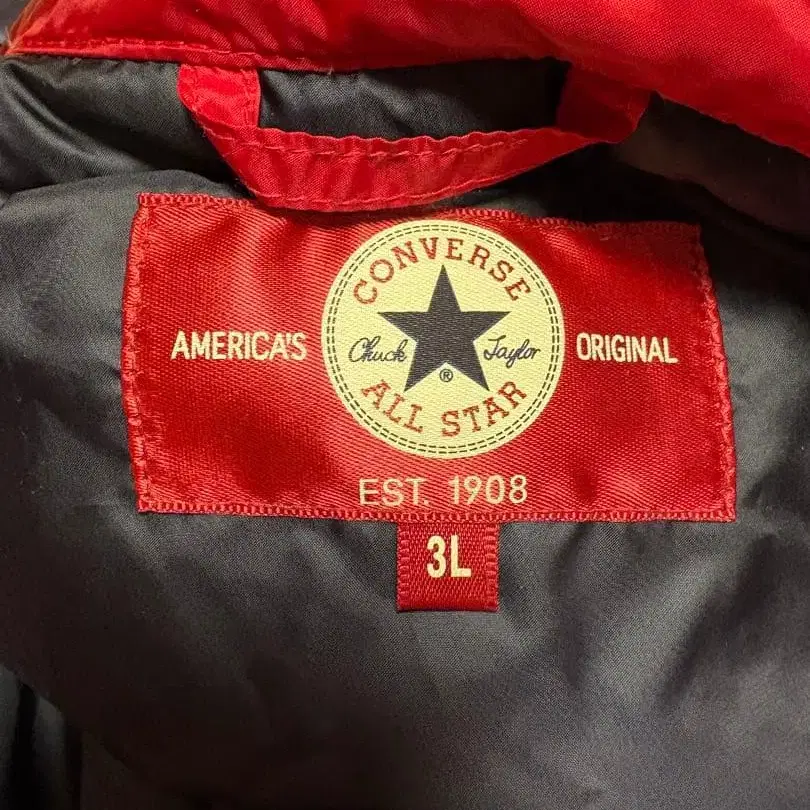 CONVERSE
AMERICA'S Chuck Taylor ORIGINAL
®
ALL STAR
EST. 1908
3L